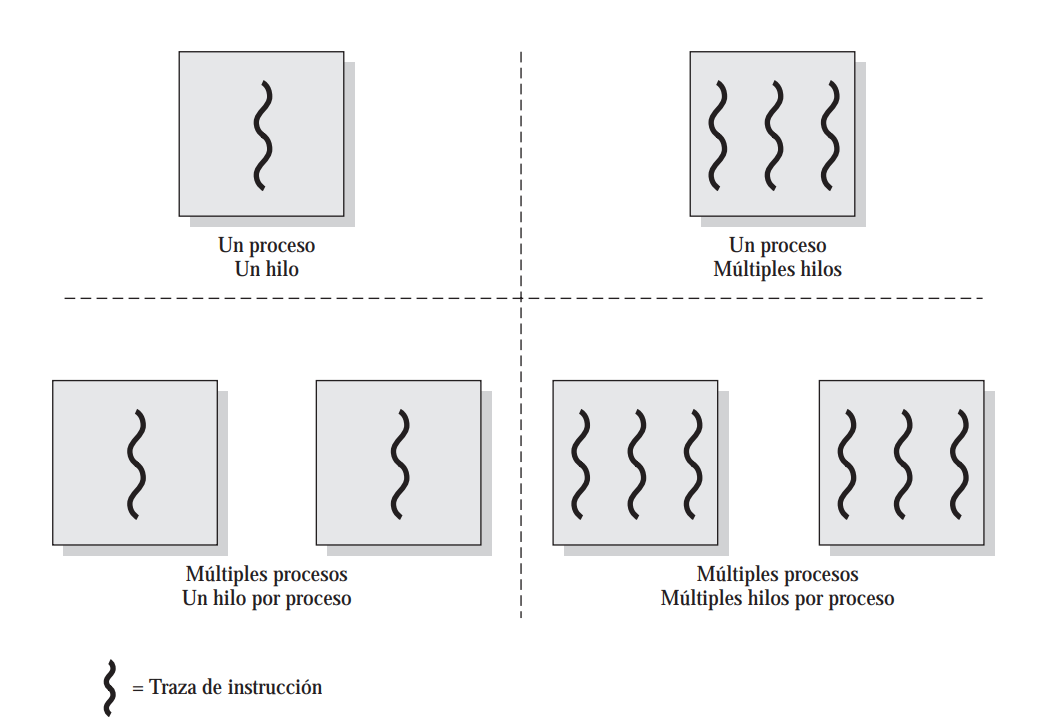 Un proceso
Un hilo
Un proceso
Múltiples hilos
Múltiples procesos
Un hilo por proceso
Múltiples procesos
Múltiples hilos por proceso
= Traza de instrucción